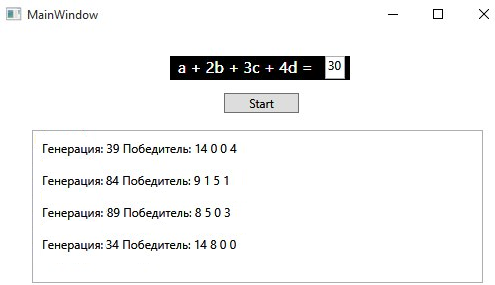 MainWindow
a + 2b + 3c + 4d = 30
Start
Генерация: 39 Победитель: 14 0 0 4
Генерация: 84 Победитель: 9 1 5 1
Генерация: 89 Победитель: 8 5 0 3
Генерация: 34 Победитель: 14 8 0 0